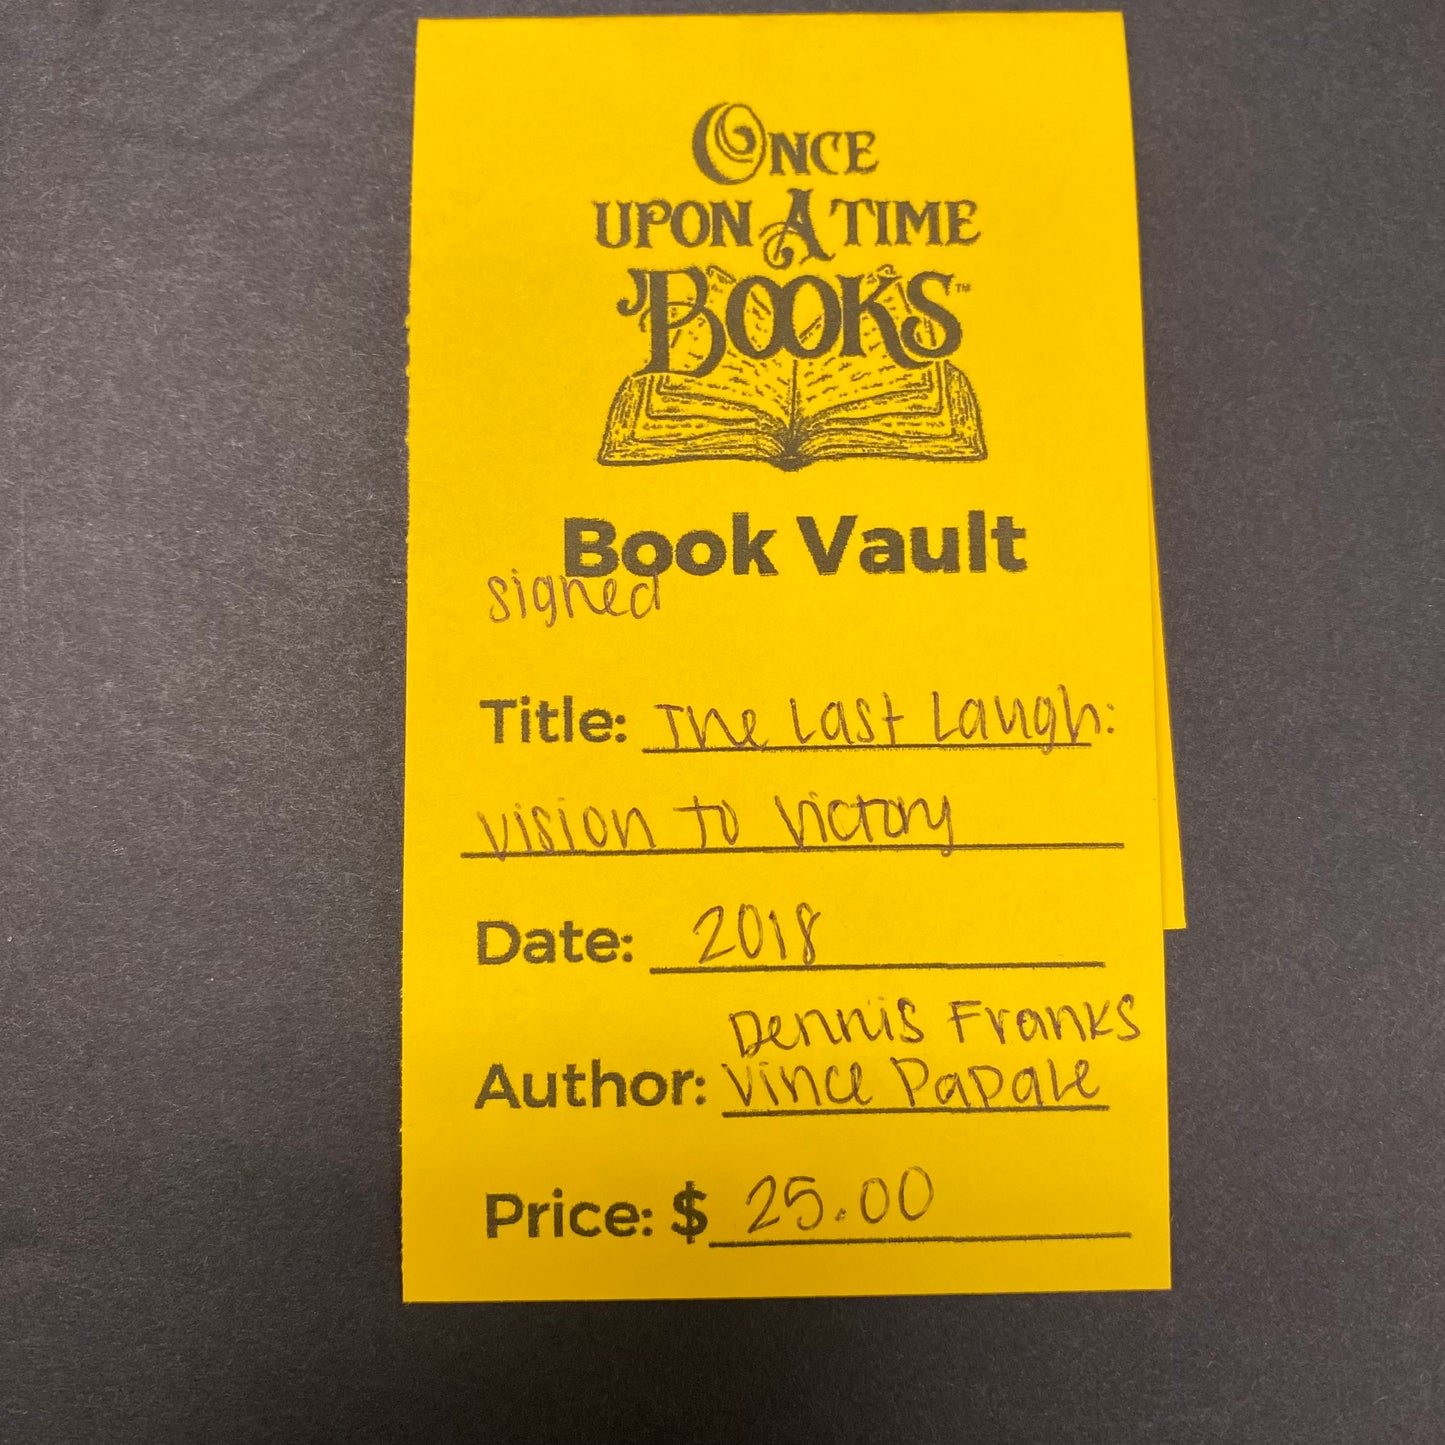 ONCE
UPON A TIME
BOOKS™
Book Vault
signed
Title: The Last Laugh:
Vision to Victory
Date: 2018
Dennis Franks
Author: Vince Papale
Price: $ 25.00